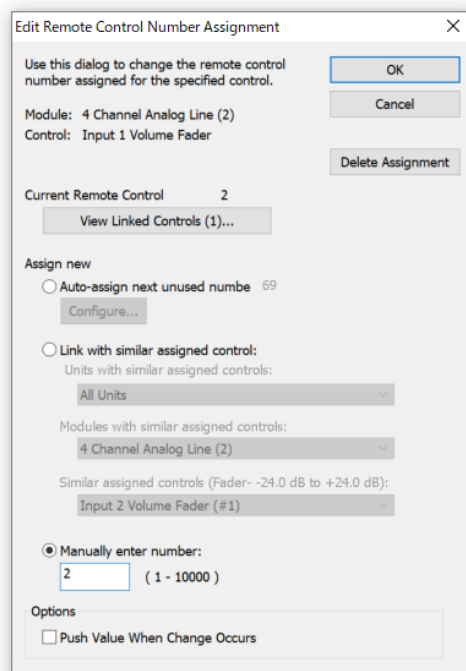 Edit Remote Control Number Assignment
Use this dialog to change the remote control
number assigned for the specified control.
OK
Cancel
Module: 4 Channel Analog Line (2)
Control: Input 1 Volume Fader
Delete Assignment
Current Remote Control 2
View Linked Controls (1)...
Assign new
Auto-assign next unused numbe 69
Configure...
Link with similar assigned control:
Units with similar assigned controls:
All Units
Modules with similar assigned controls:
4 Channel Analog Line (2)
Similar assigned controls (Fader- -24.0 dB to +24.0 dB):
Input 2 Volume Fader (#1)
Manually enter number:
2 ( 1 - 10000 )
Options
Push Value When Change Occurs